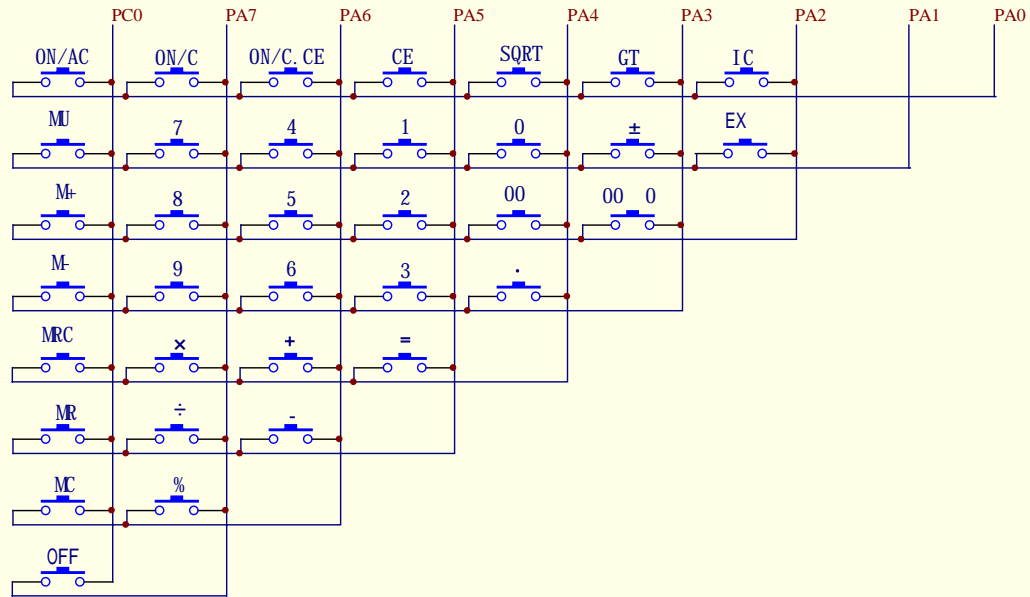 PC0 PA7 PA6 PA5 PA4 PA3 PA2 PA1 PA0
ON/AC ON/C ON/C.CE CE SQRT GT IC
MU 7 4 1 0 ± EX
M+ 8 5 2 00 00 0
M- 9 6 3 .
MRC × + =
MR ÷ -
MC %
OFF